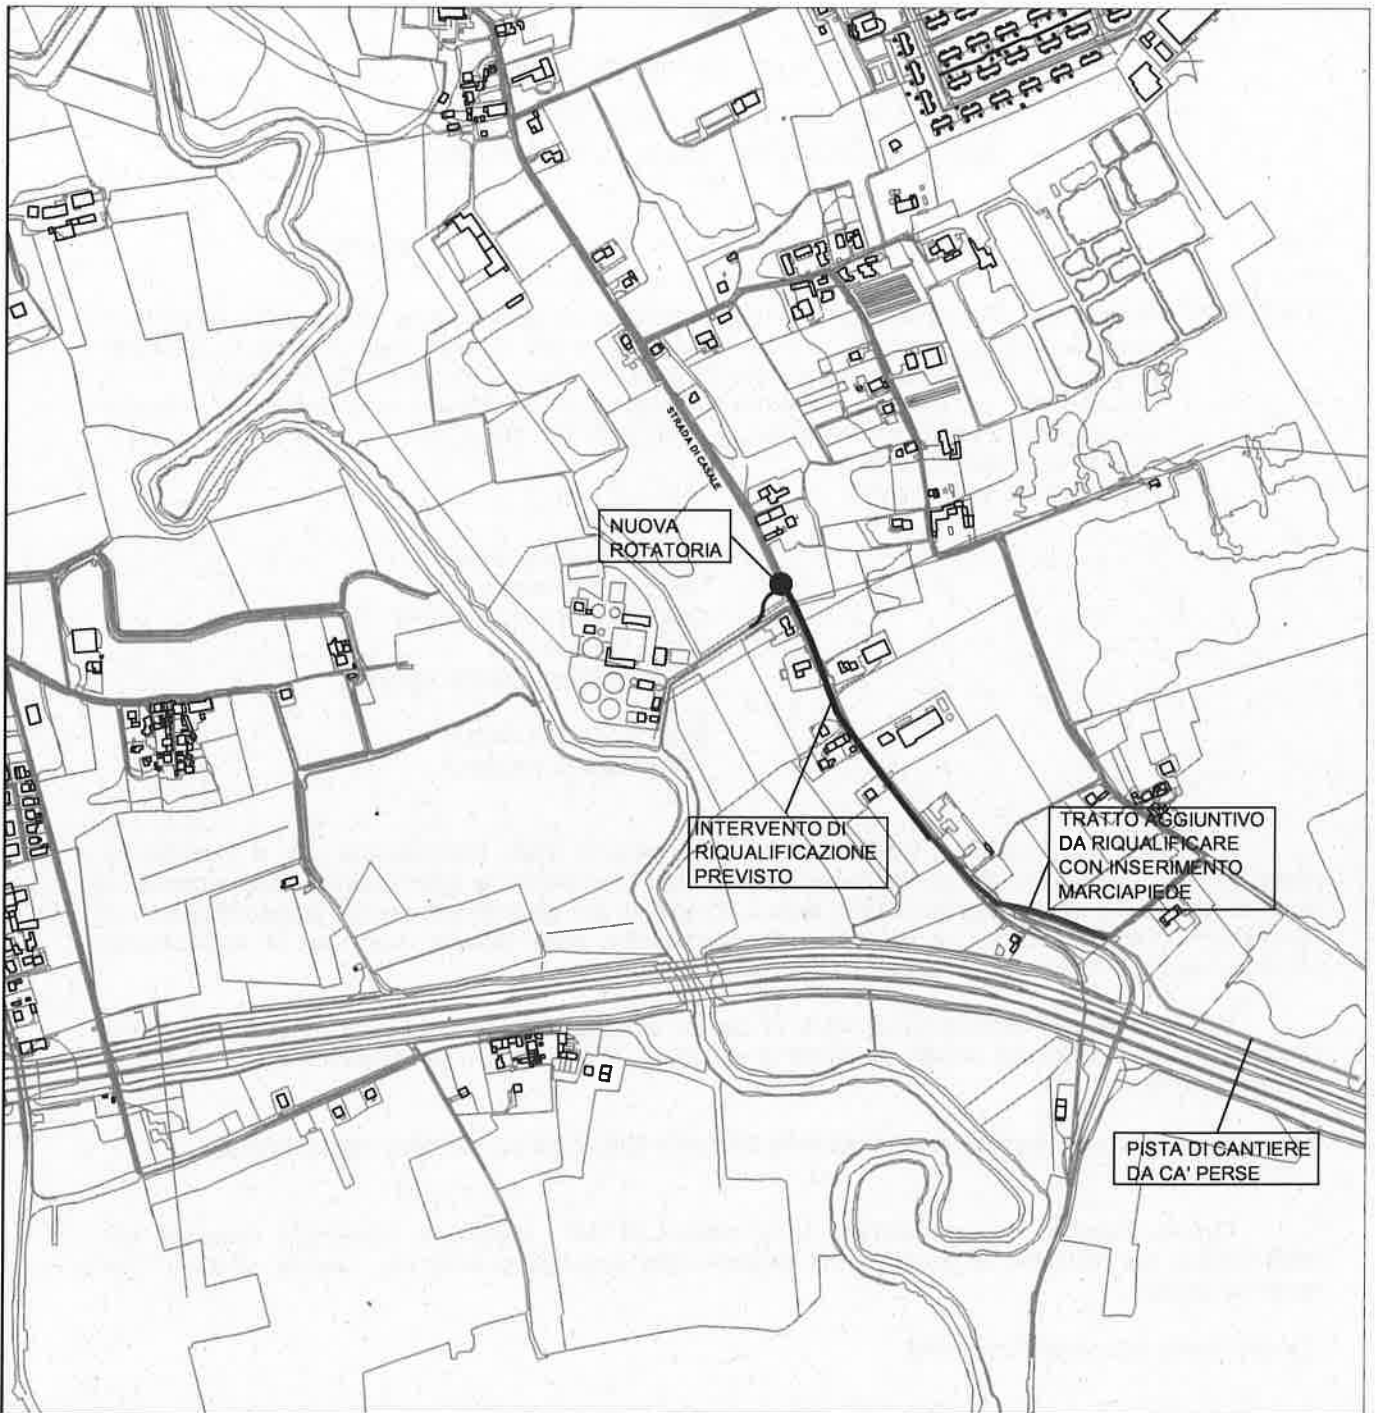 STRADA DI CASALE
NUOVA
ROTATORIA
INTERVENTO DI
RIQUALIFICAZIONE
PREVISTO
TRATTO AGGIUNTIVO
DA RIQUALIFICARE
CON INSERIMENTO
MARCIAPIEDE
PISTA DI CANTIERE
DA CA' PERSE